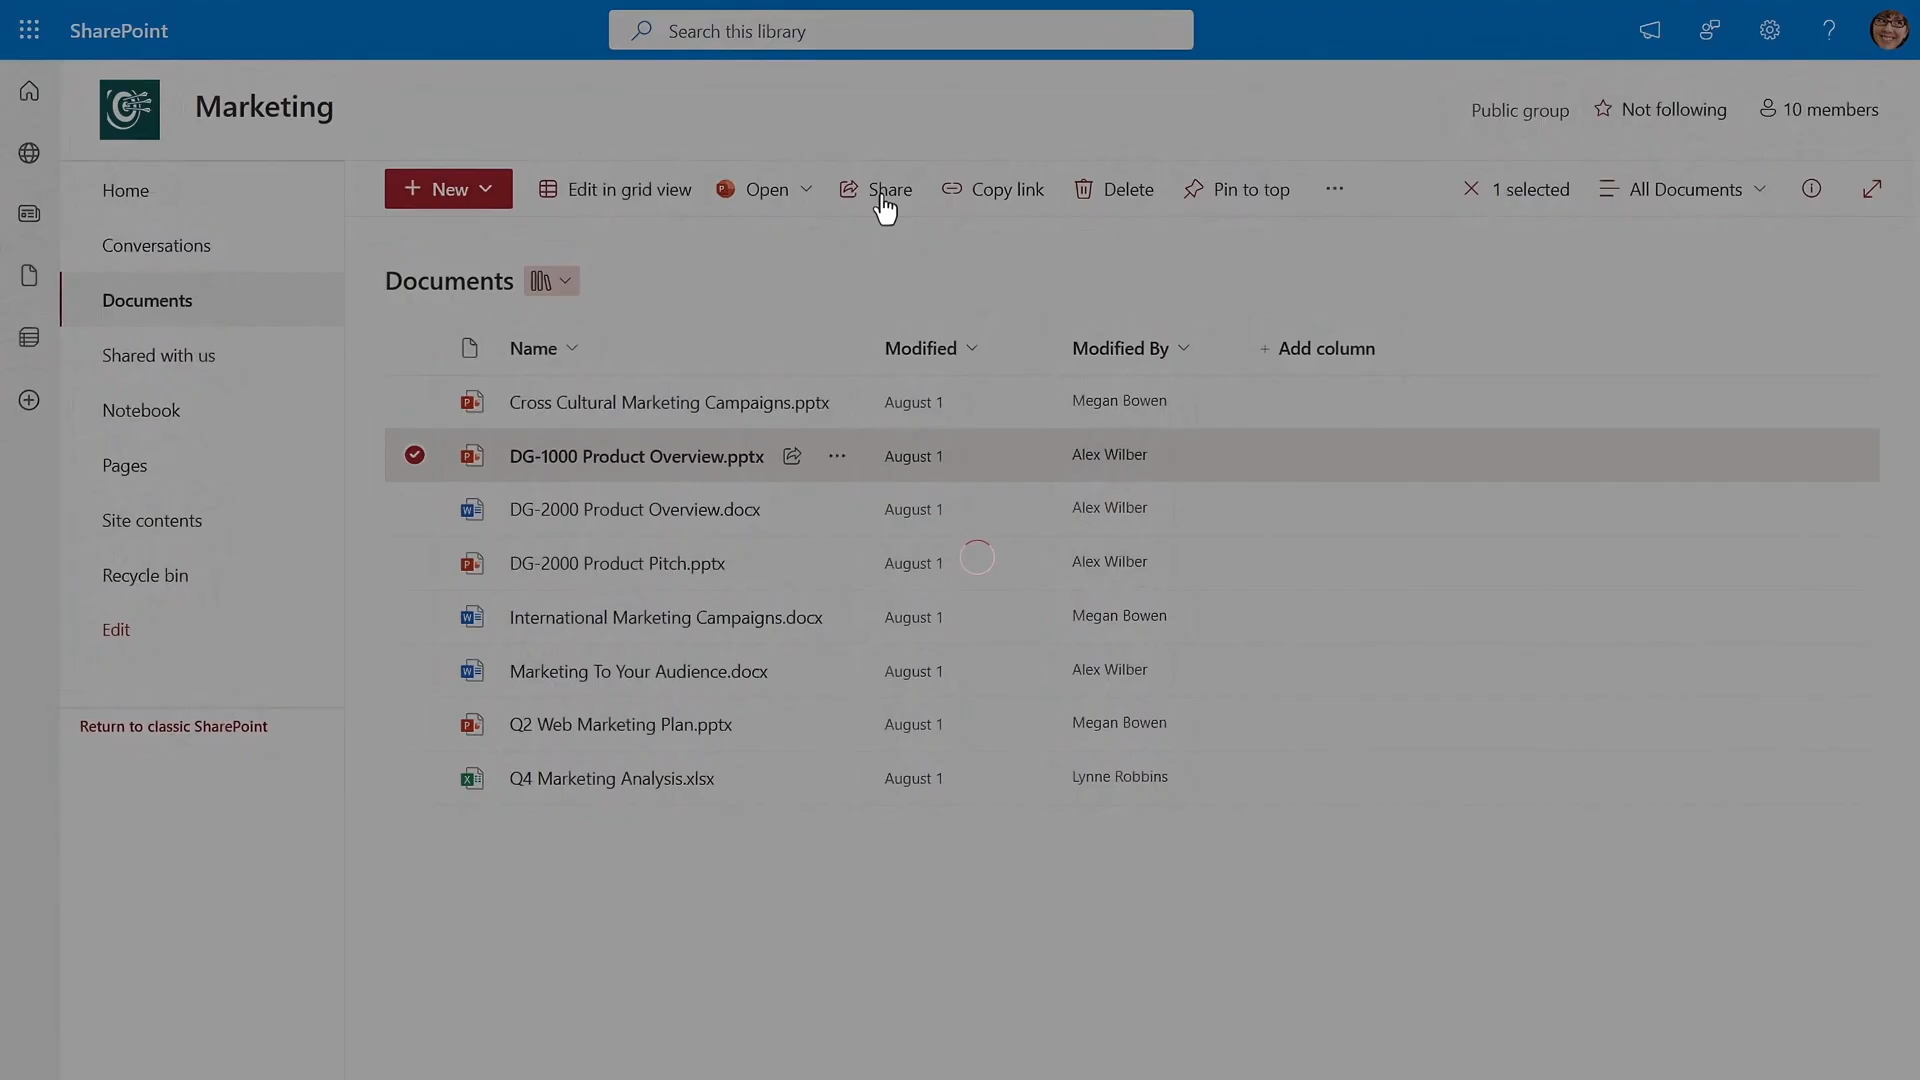 SharePoint
Search this library
Marketing
Public group
Not following
10 members
New
Edit in grid view
Open
Share
Copy link
Delete
Pin to top
1 selected
All Documents
Home
Conversations
Documents
Shared with us
Notebook
Pages
Site contents
Recycle bin
Edit
Return to classic SharePoint
Documents
Name
Modified
Modified By
+ Add column
Cross Cultural Marketing Campaigns.pptx August 1 Megan Bowen
DG-1000 Product Overview.pptx August 1 Alex Wilber
DG-2000 Product Overview.docx August 1 Alex Wilber
DG-2000 Product Pitch.pptx August 1 Alex Wilber
International Marketing Campaigns.docx August 1 Megan Bowen
Marketing To Your Audience.docx August 1 Alex Wilber
Q2 Web Marketing Plan.pptx August 1 Megan Bowen
Q4 Marketing Analysis.xlsx August 1 Lynne Robbins